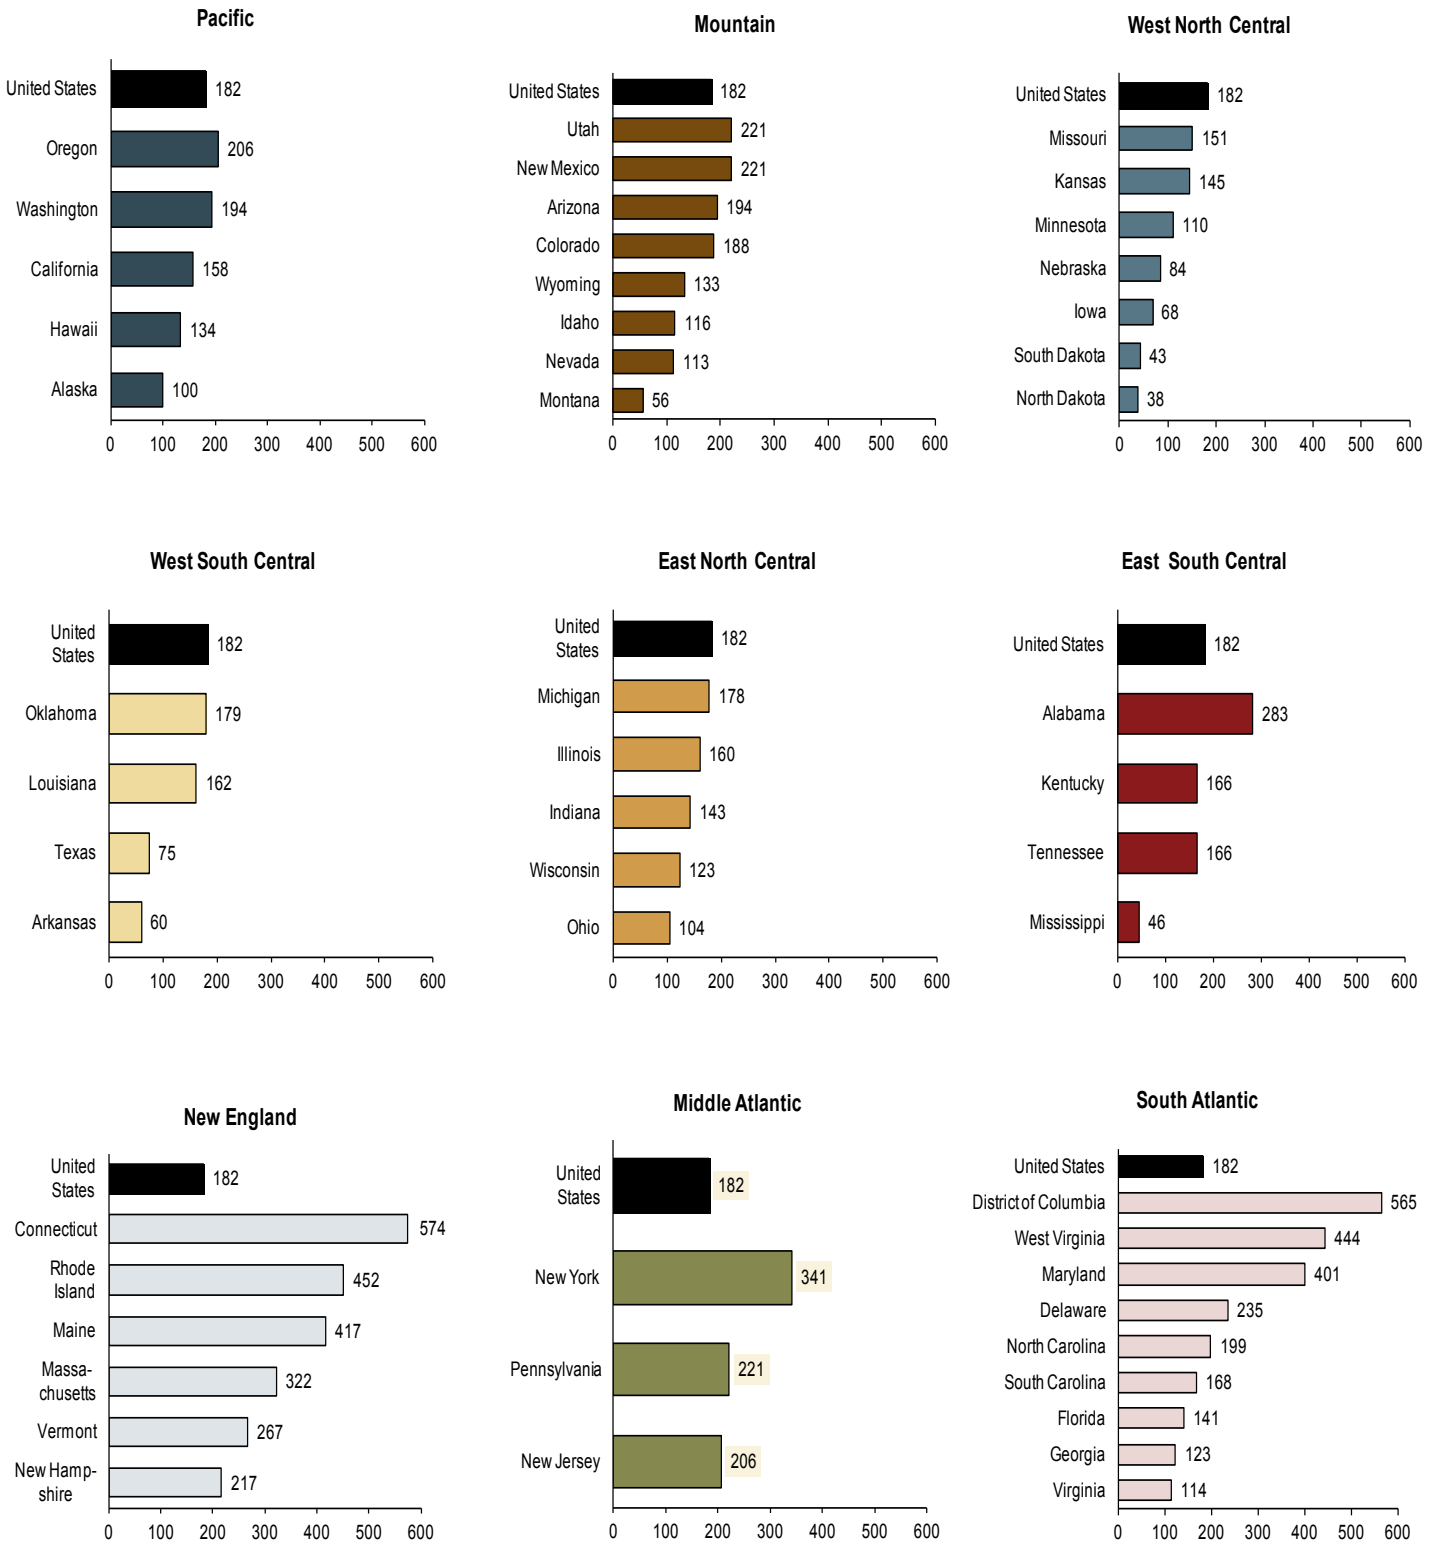 Pacific
United States 182
Oregon 206
Washington 194
California 158
Hawaii 134
Alaska 100
0 100 200 300 400 500 600
Mountain
United States 182
Utah 221
New Mexico 221
Arizona 194
Colorado 188
Wyoming 133
Idaho 116
Nevada 113
Montana 56
0 100 200 300 400 500 600
West North Central
United States 182
Missouri 151
Kansas 145
Minnesota 110
Nebraska 84
Iowa 68
South Dakota 43
North Dakota 38
0 100 200 300 400 500 600
West South Central
United
States 182
Oklahoma 179
Louisiana 162
Texas 75
Arkansas 60
0 100 200 300 400 500 600
East North Central
United
States 182
Michigan 178
Illinois 160
Indiana 143
Wisconsin 123
Ohio 104
0 100 200 300 400 500 600
East South Central
United States 182
Alabama 283
Kentucky 166
Tennessee 166
Mississippi 46
0 100 200 300 400 500 600
New England
United
States 182
Connecticut 574
Rhode
Island 452
Maine 417
Massa-
chusetts 322
Vermont 267
New Hamp-
shire 217
0 100 200 300 400 500 600
Middle Atlantic
United
States 182
New York 341
Pennsylvania 221
New Jersey 206
0 100 200 300 400 500 600
South Atlantic
United States 182
District of Columbia 565
West Virginia 444
Maryland 401
Delaware 235
North Carolina 199
South Carolina 168
Florida 141
Georgia 123
Virginia 114
0 100 200 300 400 500 600